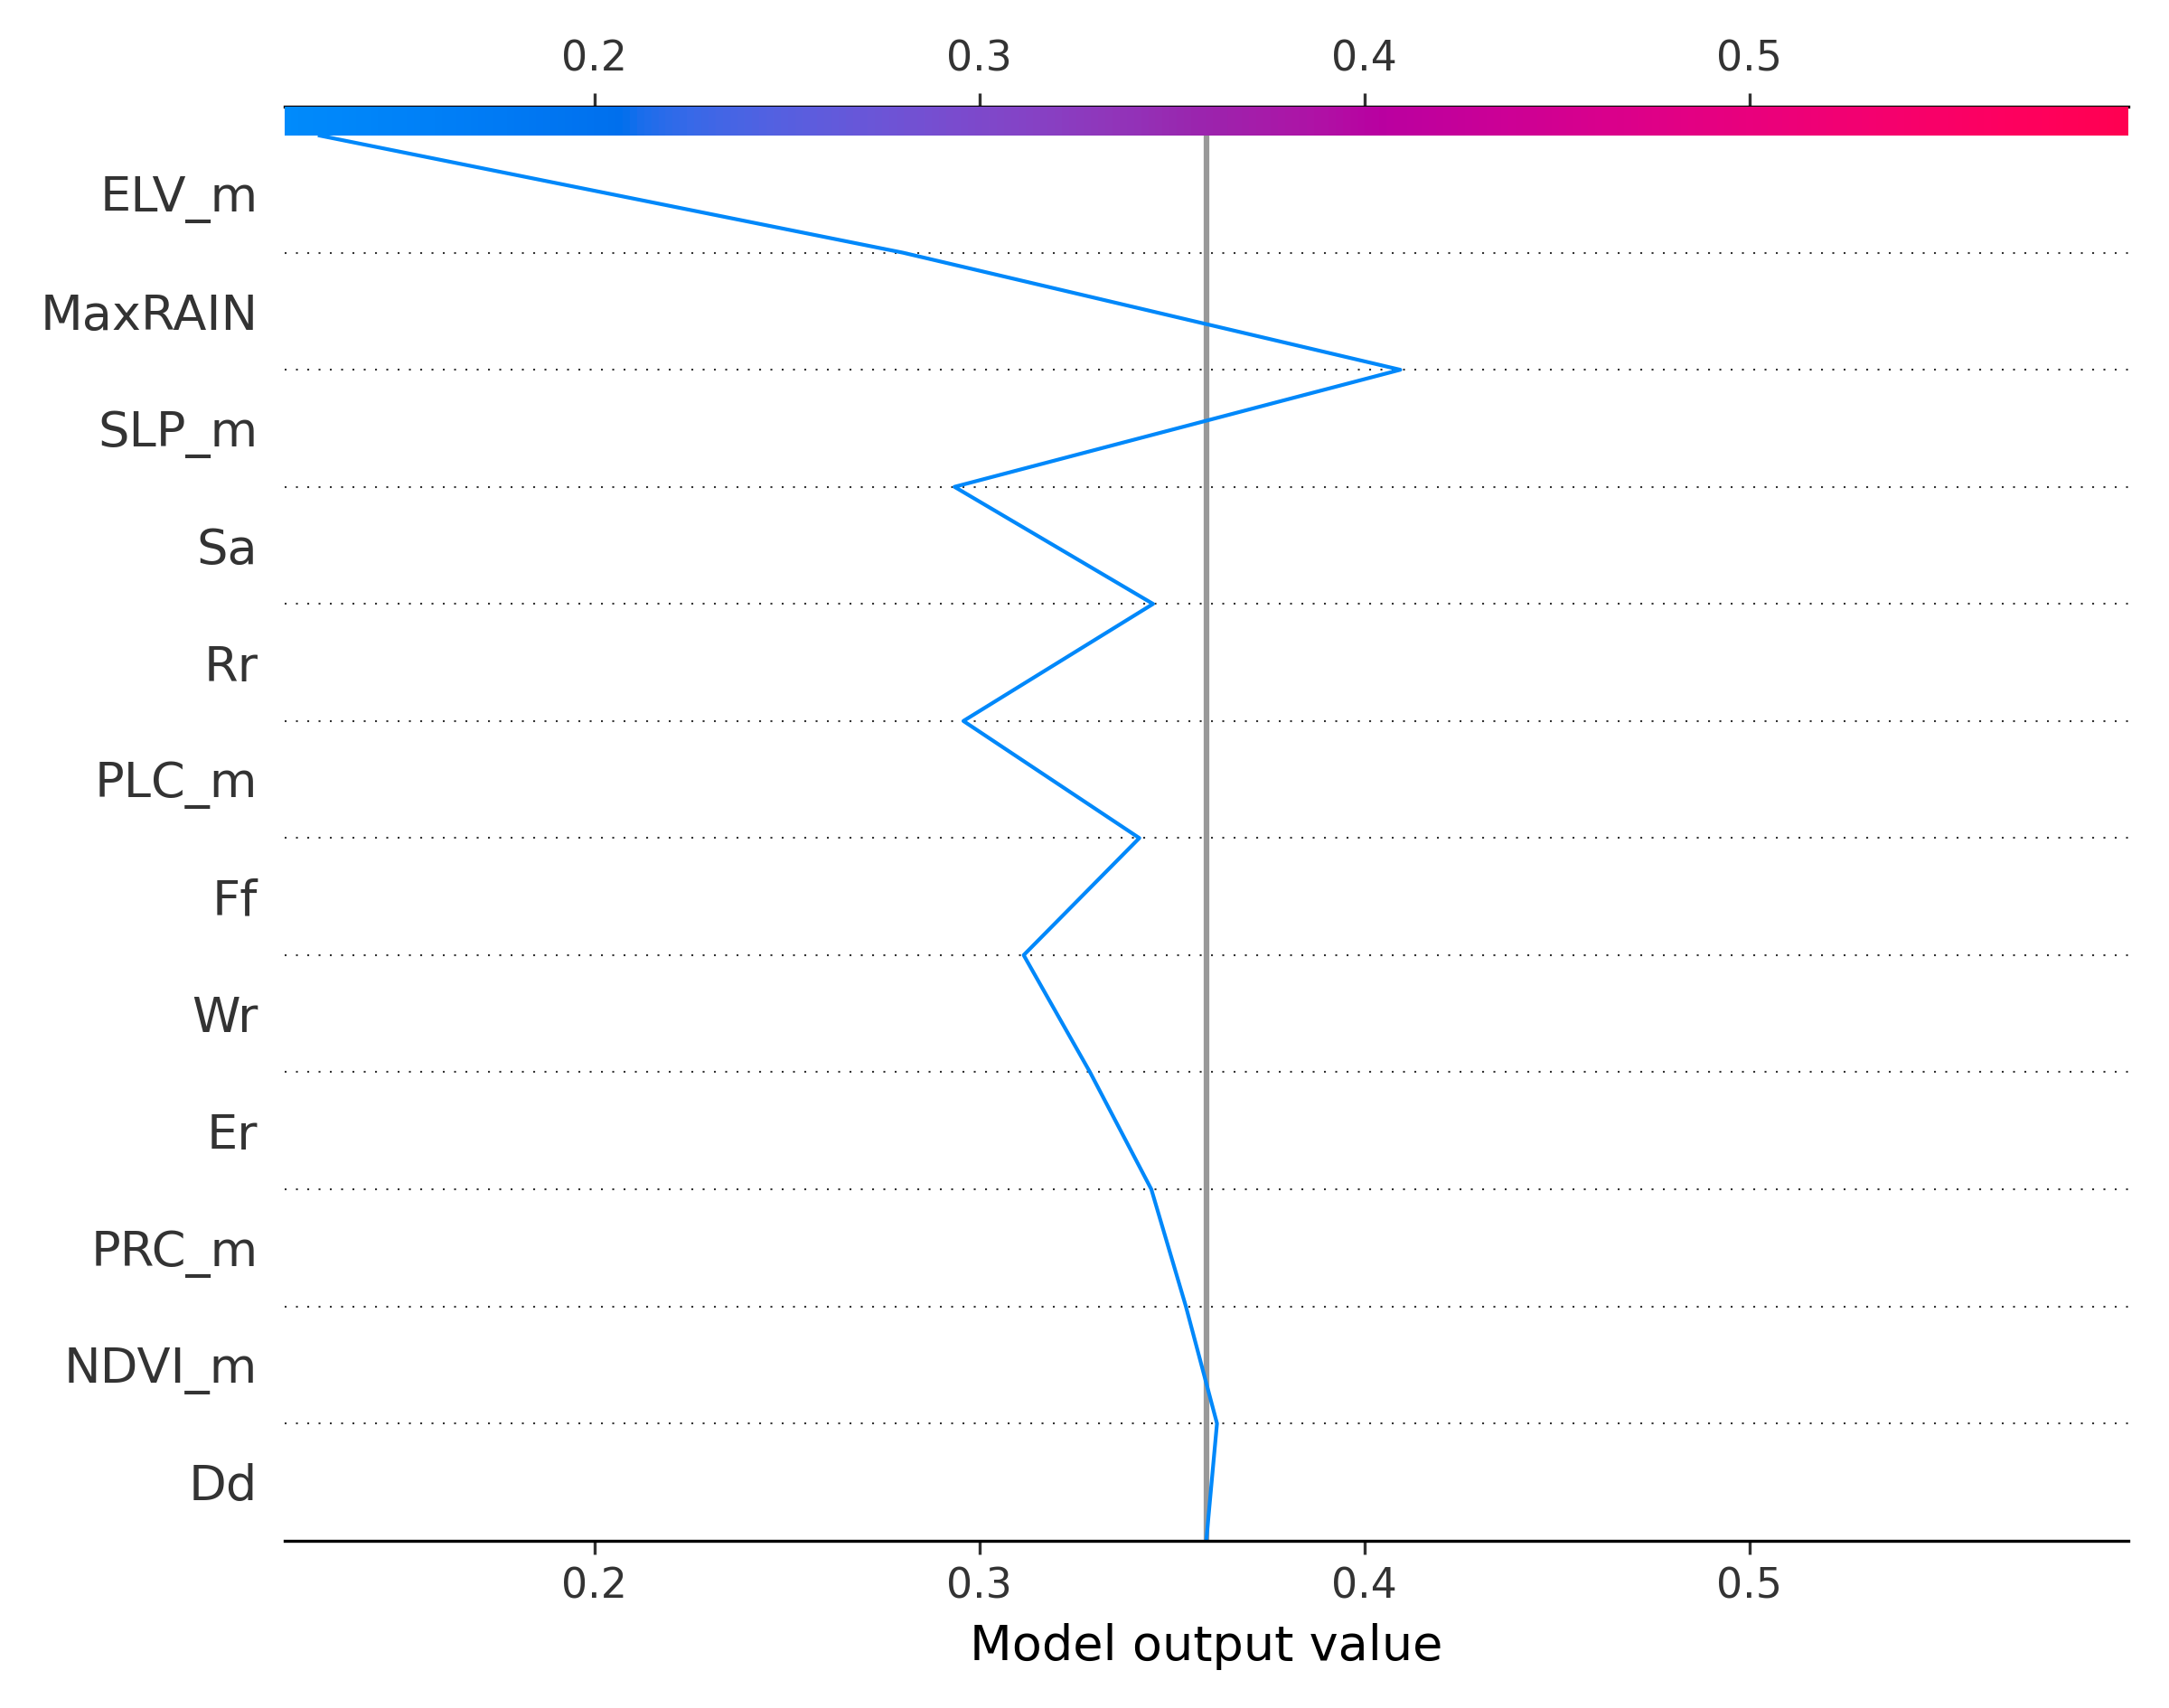 0.2 0.3 0.4 0.5
ELV_m
MaxRAIN
SLP_m
Sa
Rr
PLC_m
Ff
Wr
Er
PRC_m
NDVI_m
Dd
0.2 0.3 0.4 0.5
Model output value